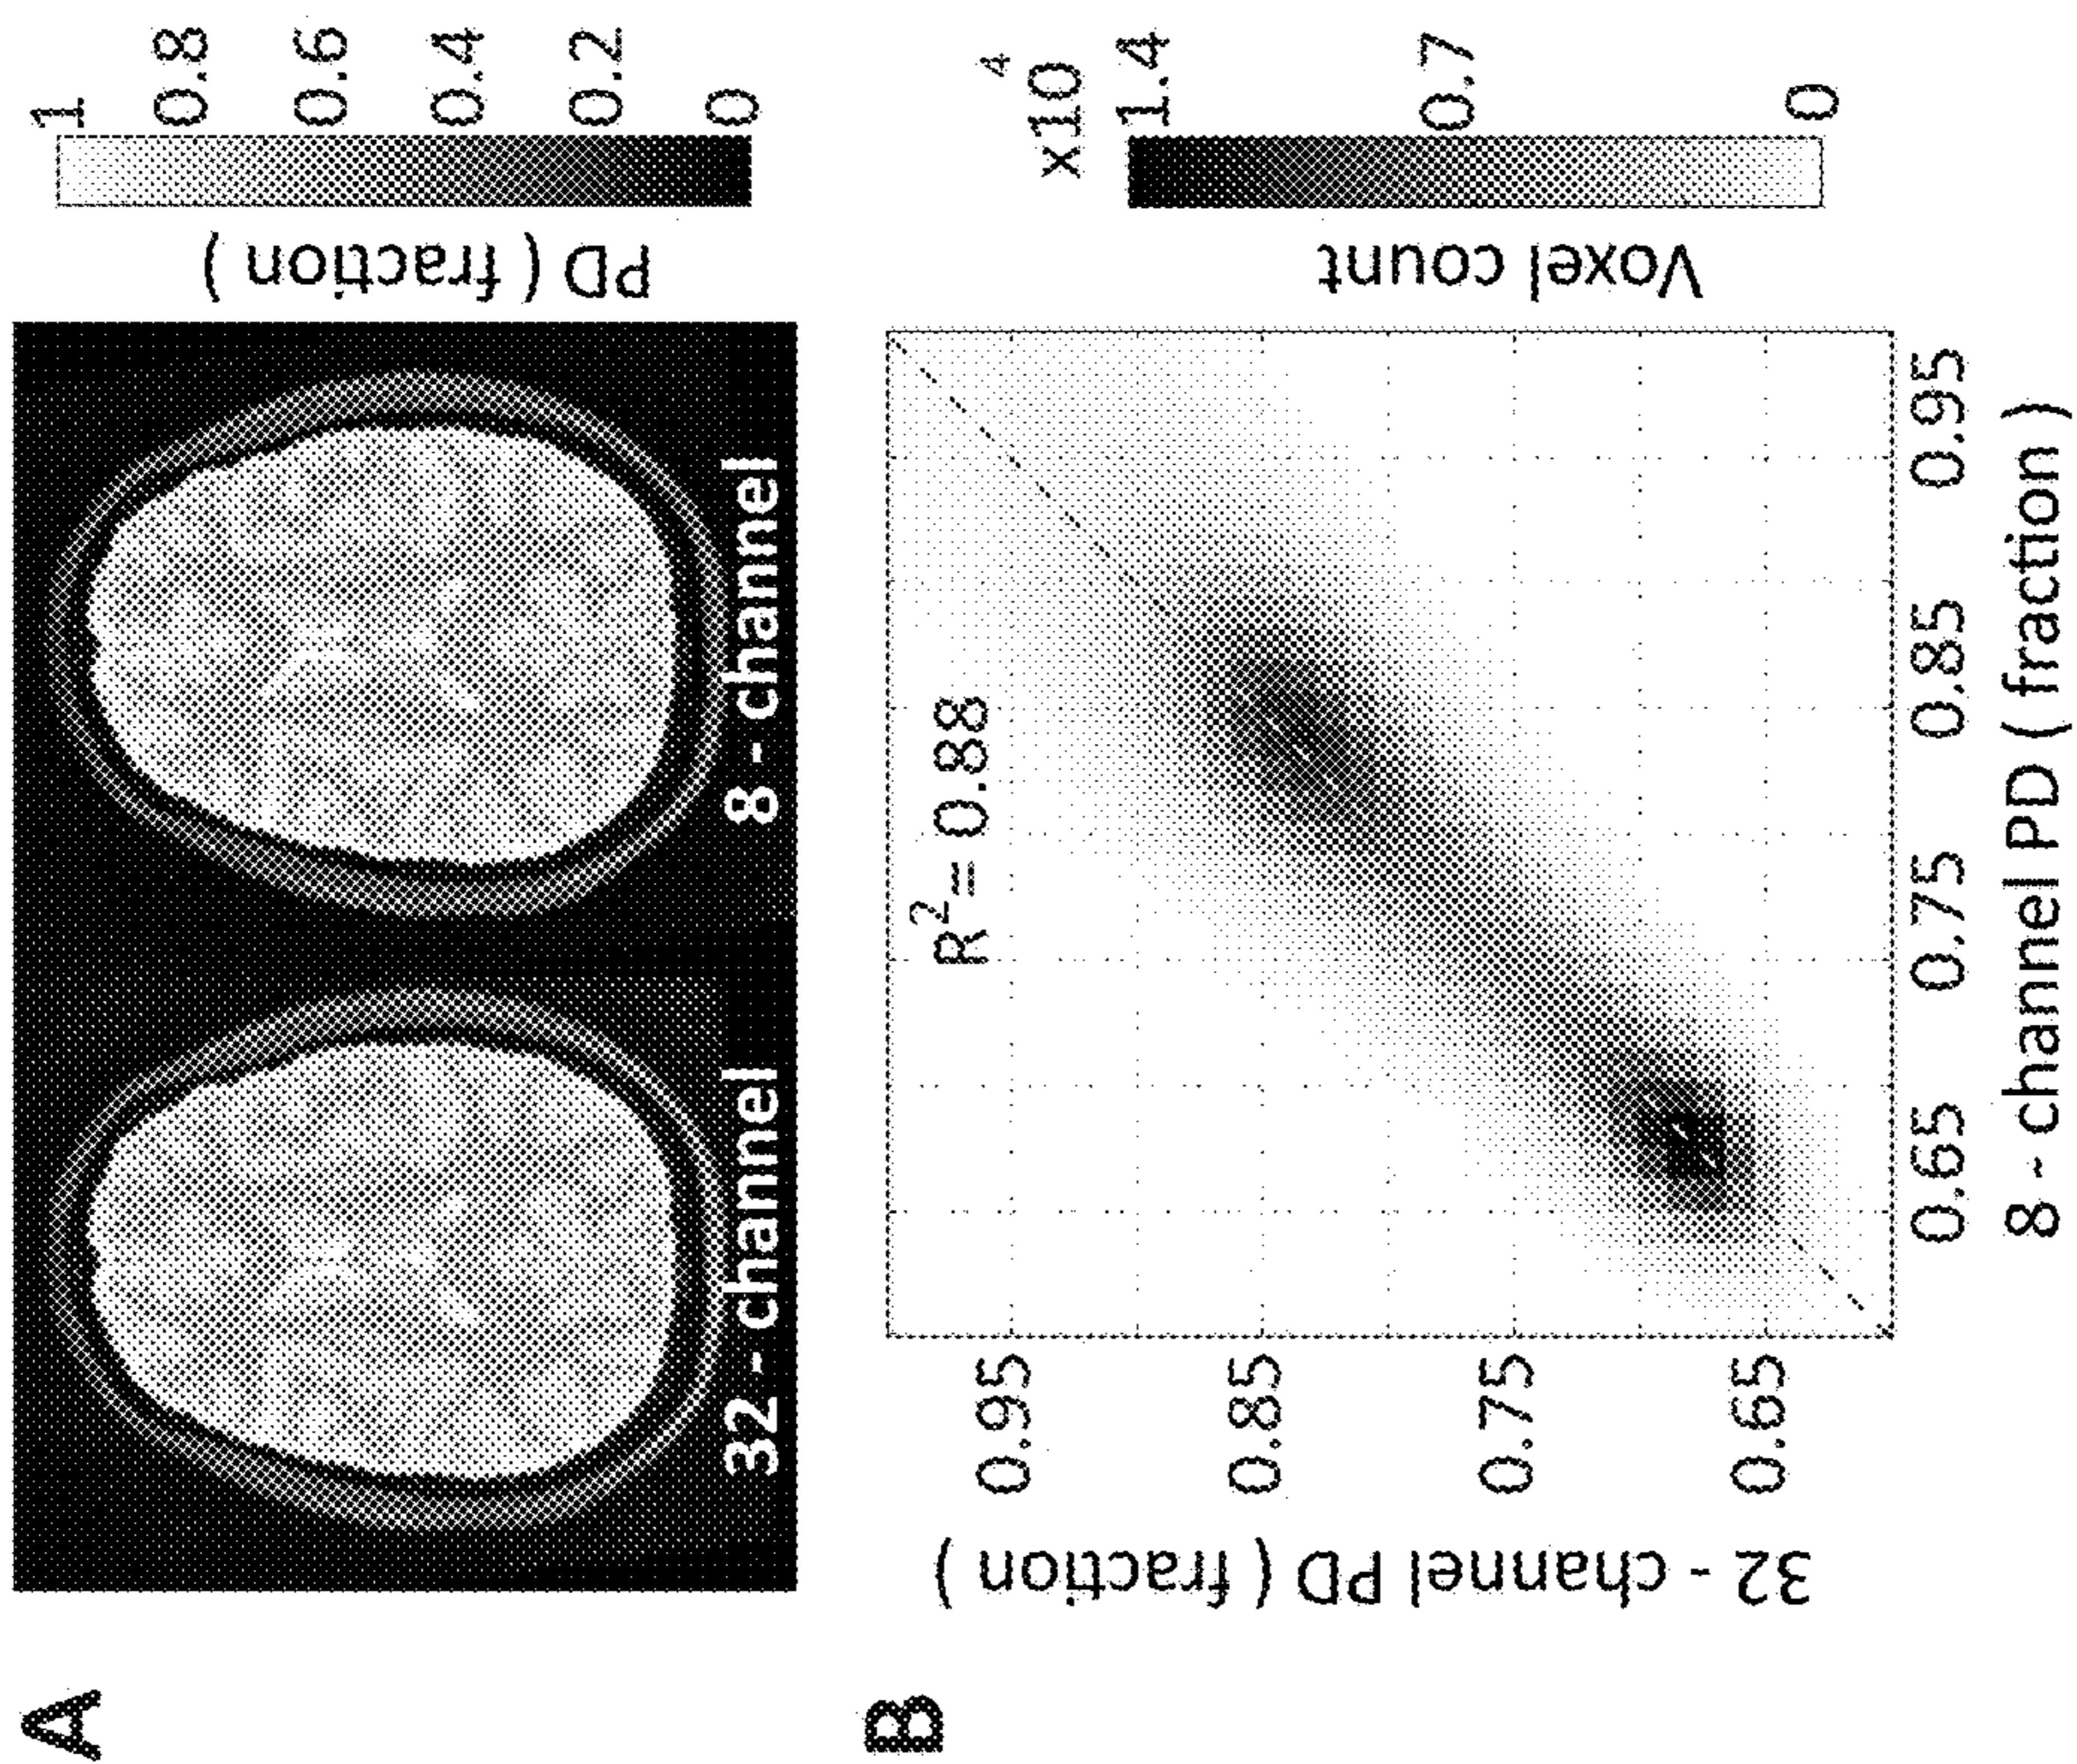 A
32 - channel
8 - channel
PD ( fraction )
1
0.8
0.6
0.4
0.2
0
B
32 - channel PD ( fraction )
0.95
0.85
0.75
0.65
R²= 0.88
0.65 0.75 0.85 0.95
8 - channel PD ( fraction )
Voxel count
x10⁴
1.4
0.7
0